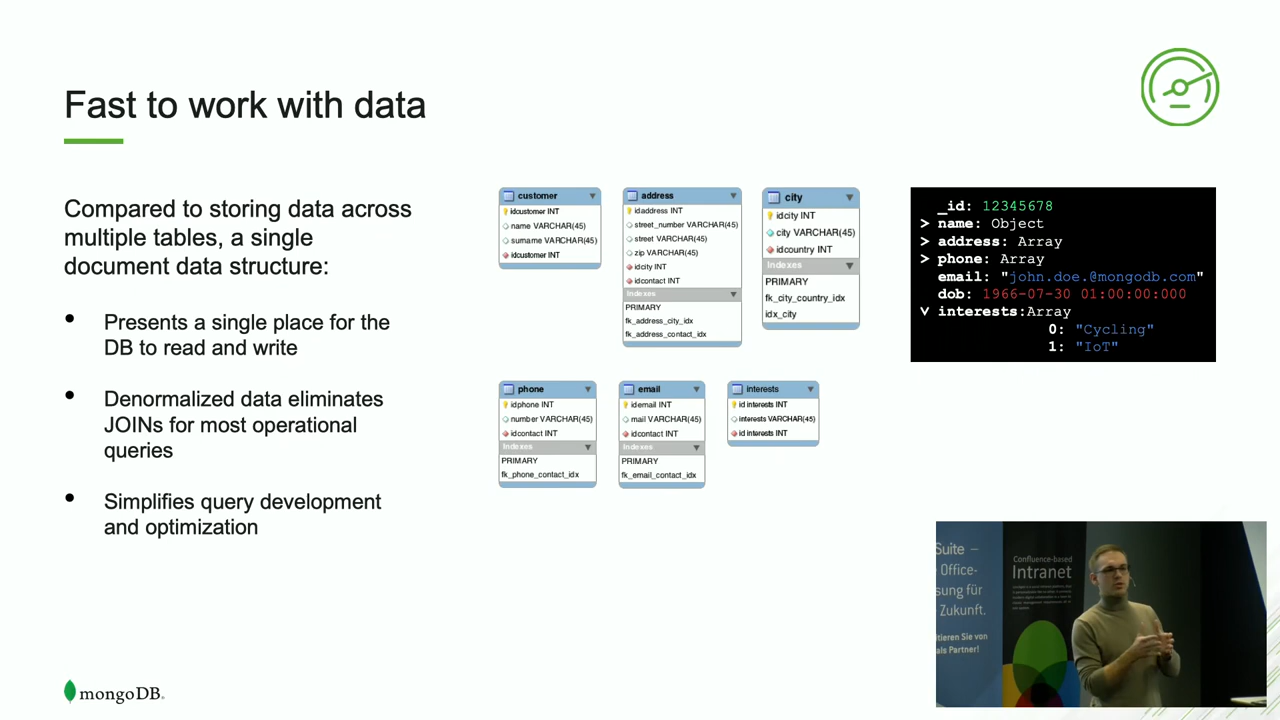 Fast to work with data
Compared to storing data across
multiple tables, a single
document data structure:
• Presents a single place for the
DB to read and write
• Denormalized data eliminates
JOINs for most operational
queries
• Simplifies query development
and optimization
customer
idcustomer INT
name VARCHAR(45)
surname VARCHAR(45)
idcustomer INT
address
idaddress INT
street_number VARCHAR(45)
street VARCHAR(45)
zip VARCHAR(45)
idcity INT
idcontact INT
Indexes
PRIMARY
fk_address_city_idx
fk_address_contact_idx
city
idcity INT
city VARCHAR(45)
idcountry INT
Indexes
PRIMARY
fk_city_country_idx
idx_city
phone
idphone INT
number VARCHAR(45)
idcontact INT
Indexes
PRIMARY
fk_phone_contact_idx
email
idemail INT
mail VARCHAR(45)
idcontact INT
Indexes
PRIMARY
fk_email_contact_idx
interests
id interests INT
interests VARCHAR(45)
id interests INT
_id: 12345678
> name: Object
> address: Array
> phone: Array
email: "john.doe.@mongodb.com"
dob: 1966-07-30 01:00:00:000
v interests:Array
0: "Cycling"
1: "IoT"
Suite –
Office-
sung für
Zukunft.
tieren Sie von
als Partner!
Confluence-based
Intranet
mongoDB.